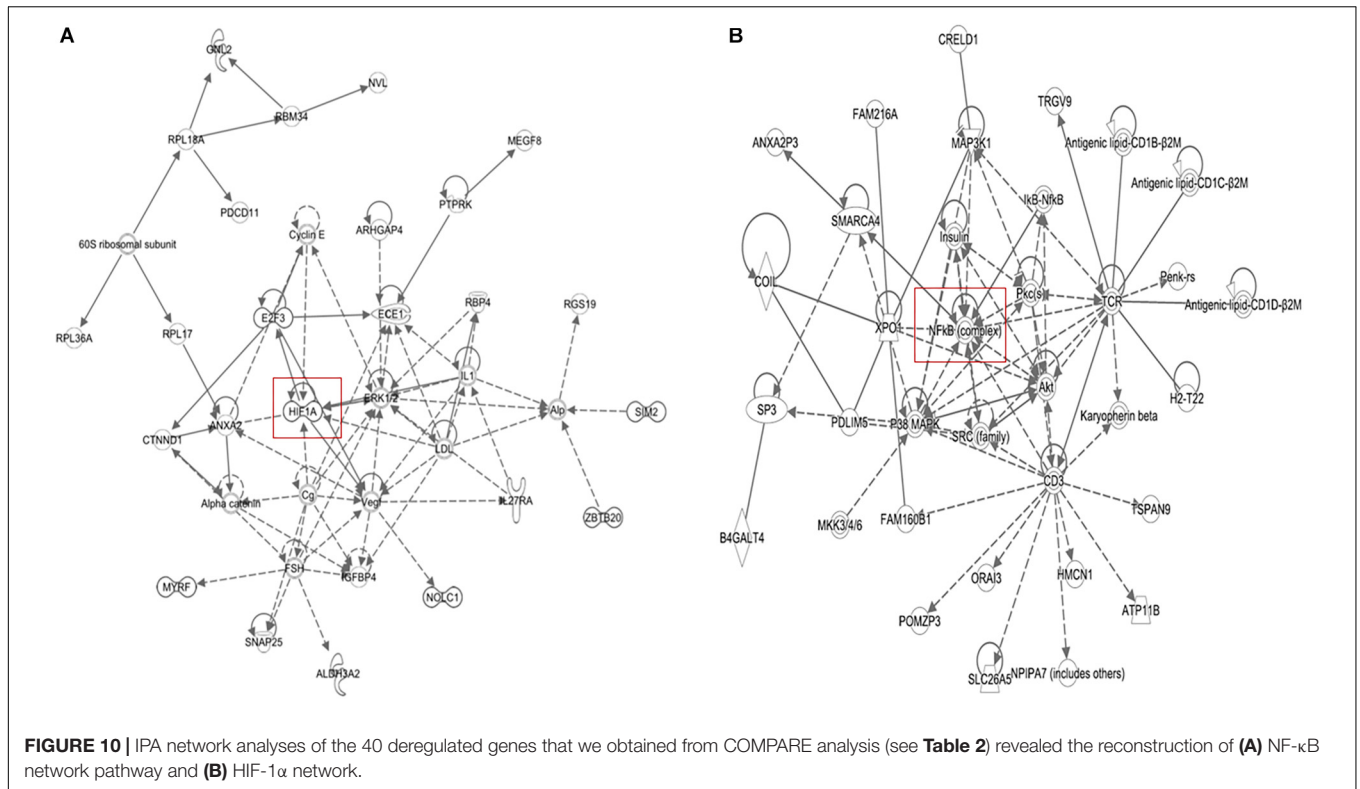 A
GNL2
NVL
RBM34
RPL18A
MEGF8
PTPRK
PDCD11
60S ribosomal subunit
Cyclin E
ARHGAP4
RBP4
RGS19
E2F3
ECE1
RPL36A
RPL17
IL1
ERK1/2
HIF1A
Alp
SIM2
ANXA2
CTNND1
LDL
Alpha catenin
Cg
Vegf
IL27RA
ZBTB20
FSH
IGFBP4
MYRF
NOLC1
SNAP25
ALDH3A2
B
CRELD1
FAM216A
TRGV9
ANXA2P3
MAP3K1
Antigenic lipid-CD1B-β2M
Antigenic lipid-CD1C-β2M
IkB-NfkB
SMARCA4
Insulin
Penk-rs
COIL
Pkc(s)
TCR
Antigenic lipid-CD1D-β2M
XPO1
NFkB (complex)
Akt
H2-T22
SP3
PDLIM5
P38 MAPK
SRC (family)
Karyopherin beta
CD3
TSPAN9
MKK3/4/6
FAM160B1
B4GALT4
ORAI3
HMCN1
POMZP3
ATP11B
SLC26A5
NPIPA7 (includes others)
FIGURE 10 | IPA network analyses of the 40 deregulated genes that we obtained from COMPARE analysis (see Table 2) revealed the reconstruction of (A) NF-κB
network pathway and (B) HIF-1α network.